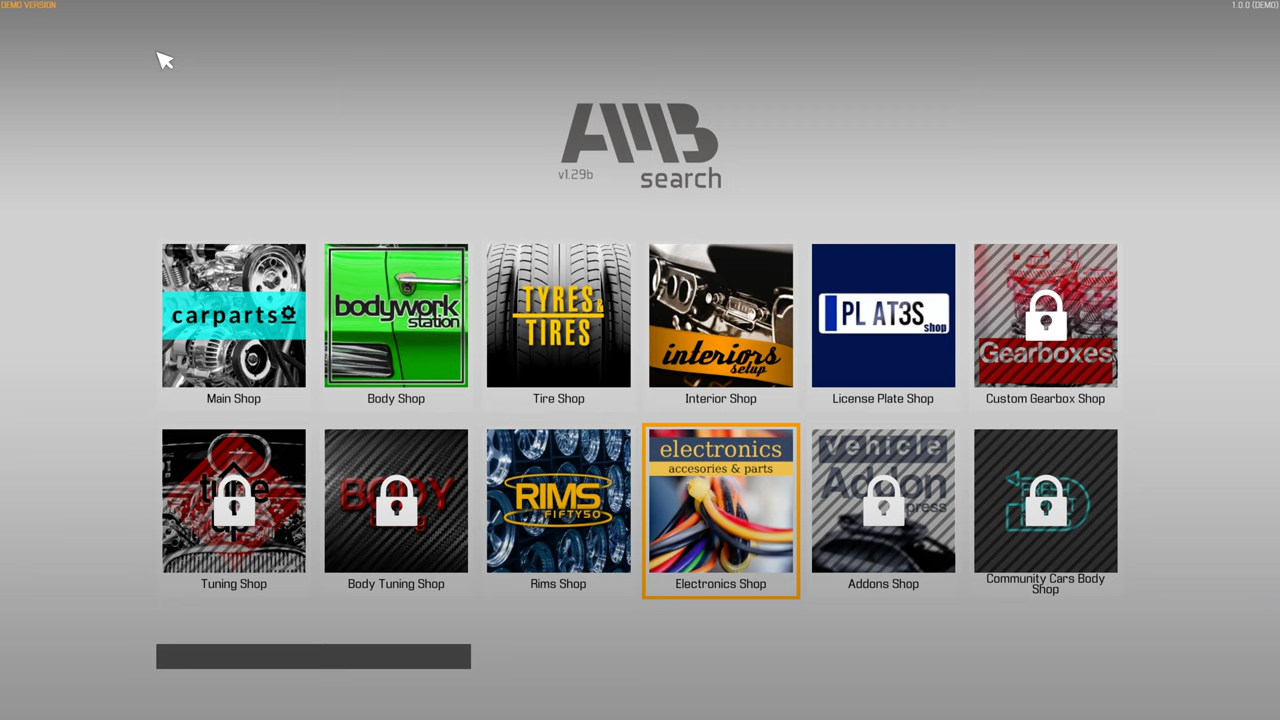 DEMO VERSION
1.0.0 (DEMO)
AMB
v1.29b
search
carparts
bodywork
station
TYRES&
TIRES
interiors
setup
PL AT3S
shop
Gearboxes
Main Shop
Body Shop
Tire Shop
Interior Shop
License Plate Shop
Custom Gearbox Shop
BODY
RIMS
FIFTY50
electronics
accesories & parts
vehicle
Addon
Tuning Shop
Body Tuning Shop
Rims Shop
Electronics Shop
Addons Shop
Community Cars Body
Shop